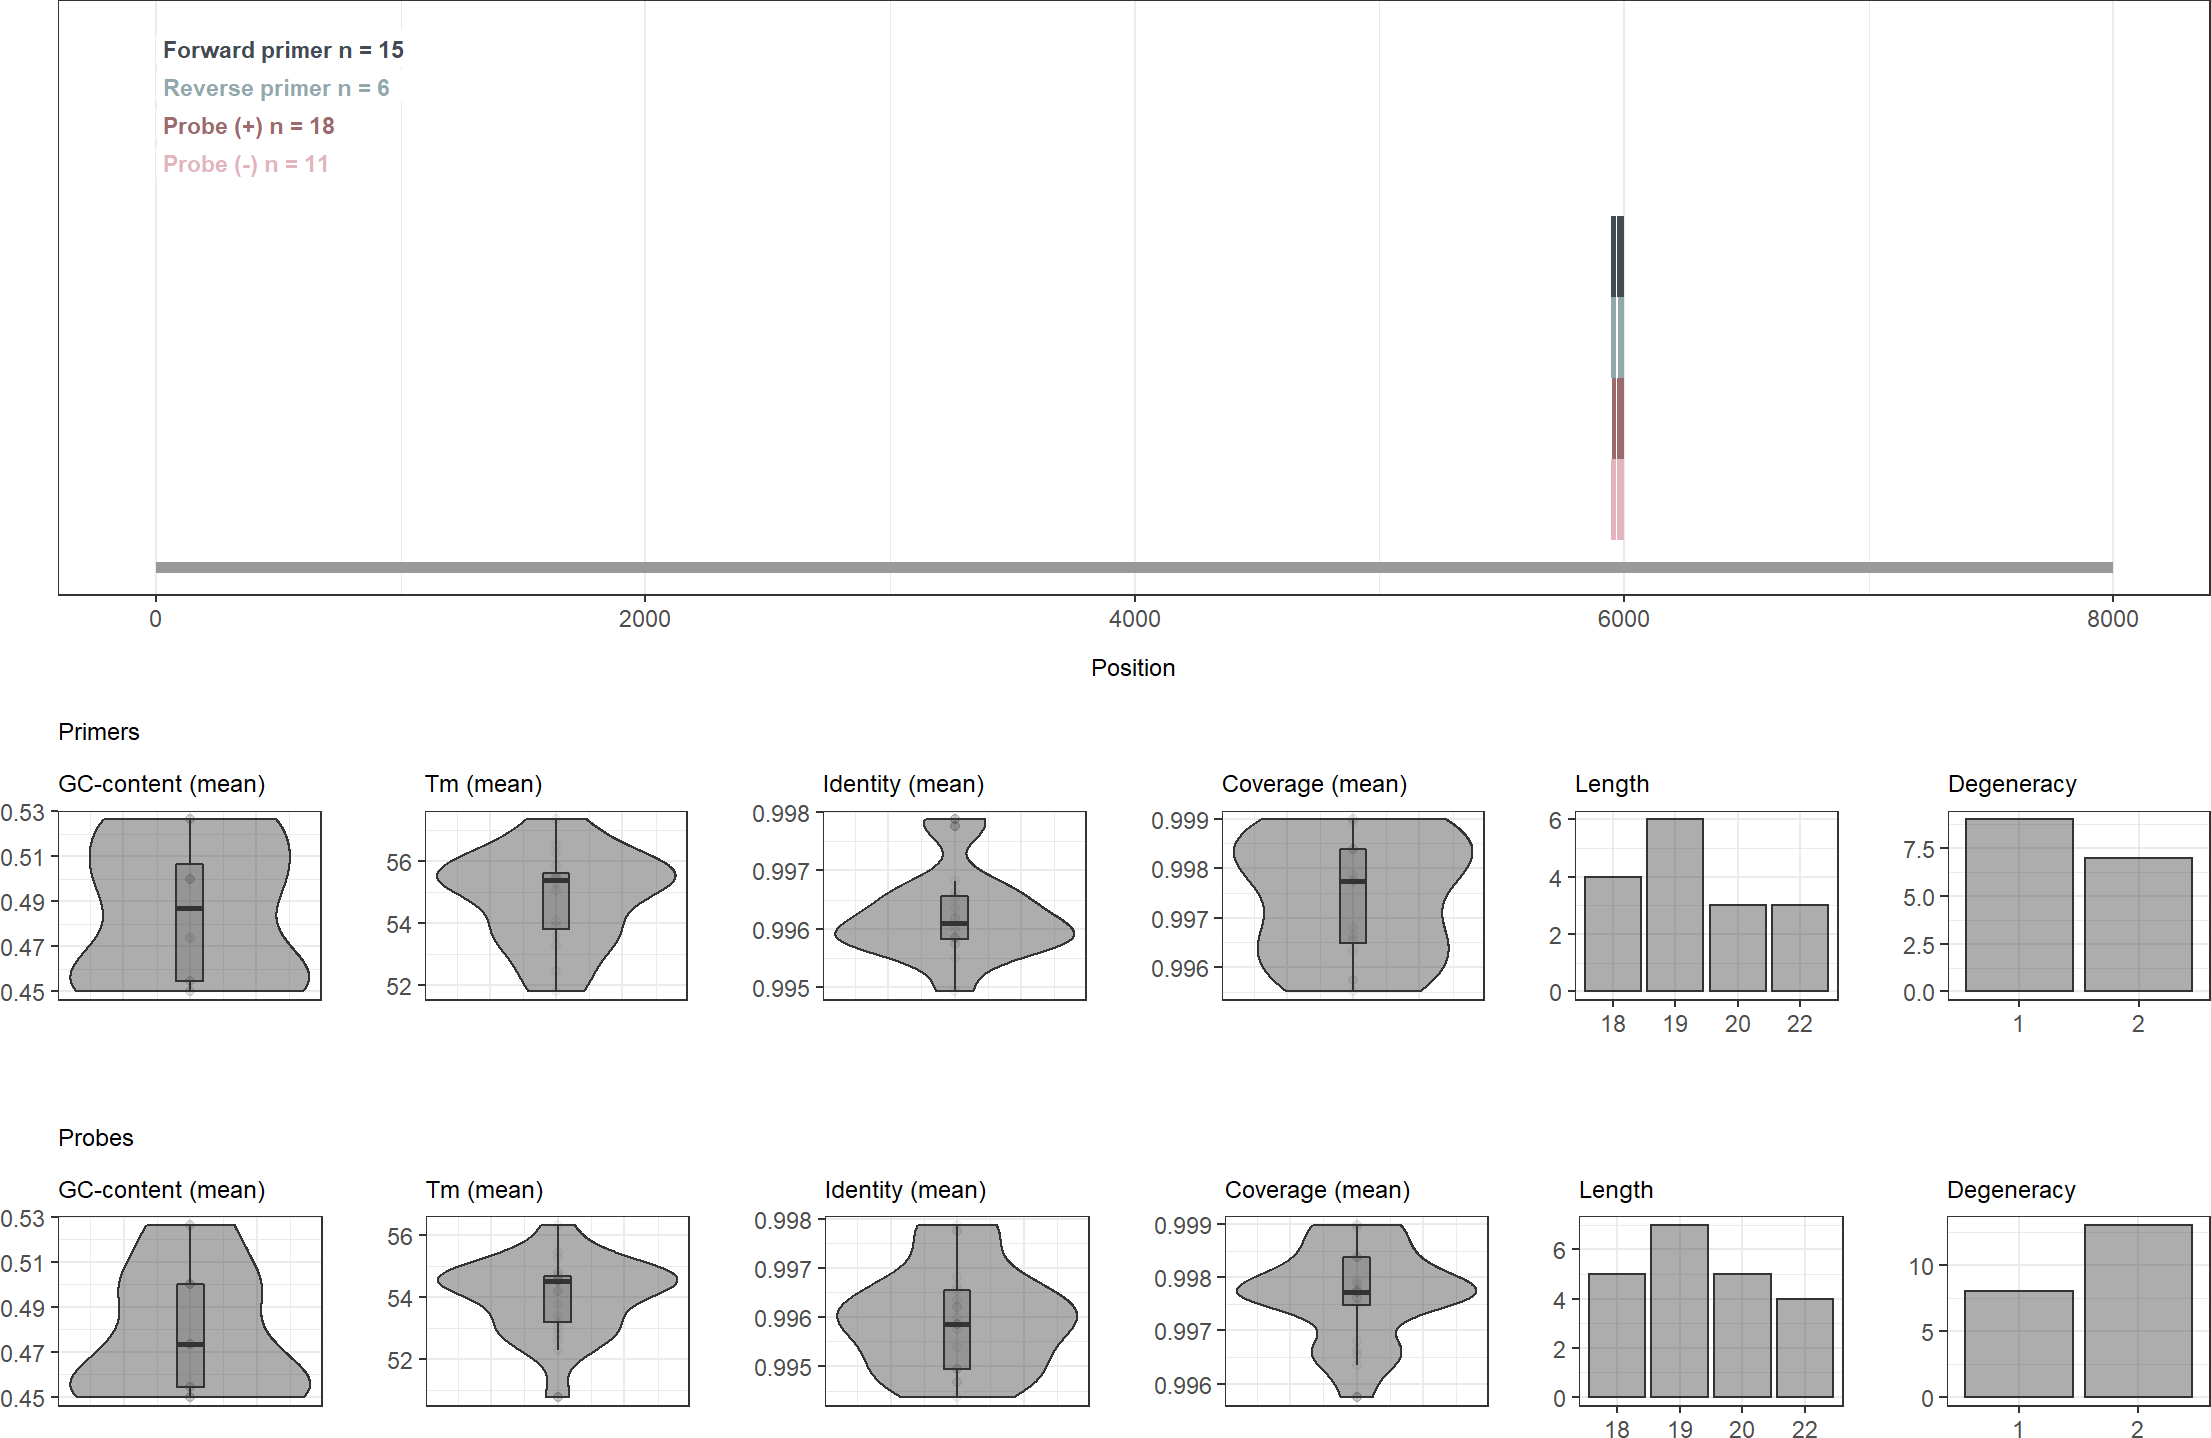 Forward primer n = 15
Reverse primer n = 6
Probe (+) n = 18
Probe (-) n = 11
0 2000 4000 6000 8000
Position
Primers
GC-content (mean)
0.53
0.51
0.49
0.47
0.45
Tm (mean)
56
54
52
Identity (mean)
0.998
0.997
0.996
0.995
Coverage (mean)
0.999
0.998
0.997
0.996
Length
6
4
2
0
18 19 20 22
Degeneracy
7.5
5.0
2.5
0.0
1 2
Probes
GC-content (mean)
0.53
0.51
0.49
0.47
0.45
Tm (mean)
56
54
52
Identity (mean)
0.998
0.997
0.996
0.995
Coverage (mean)
0.999
0.998
0.997
0.996
Length
6
4
2
0
18 19 20 22
Degeneracy
10
5
0
1 2